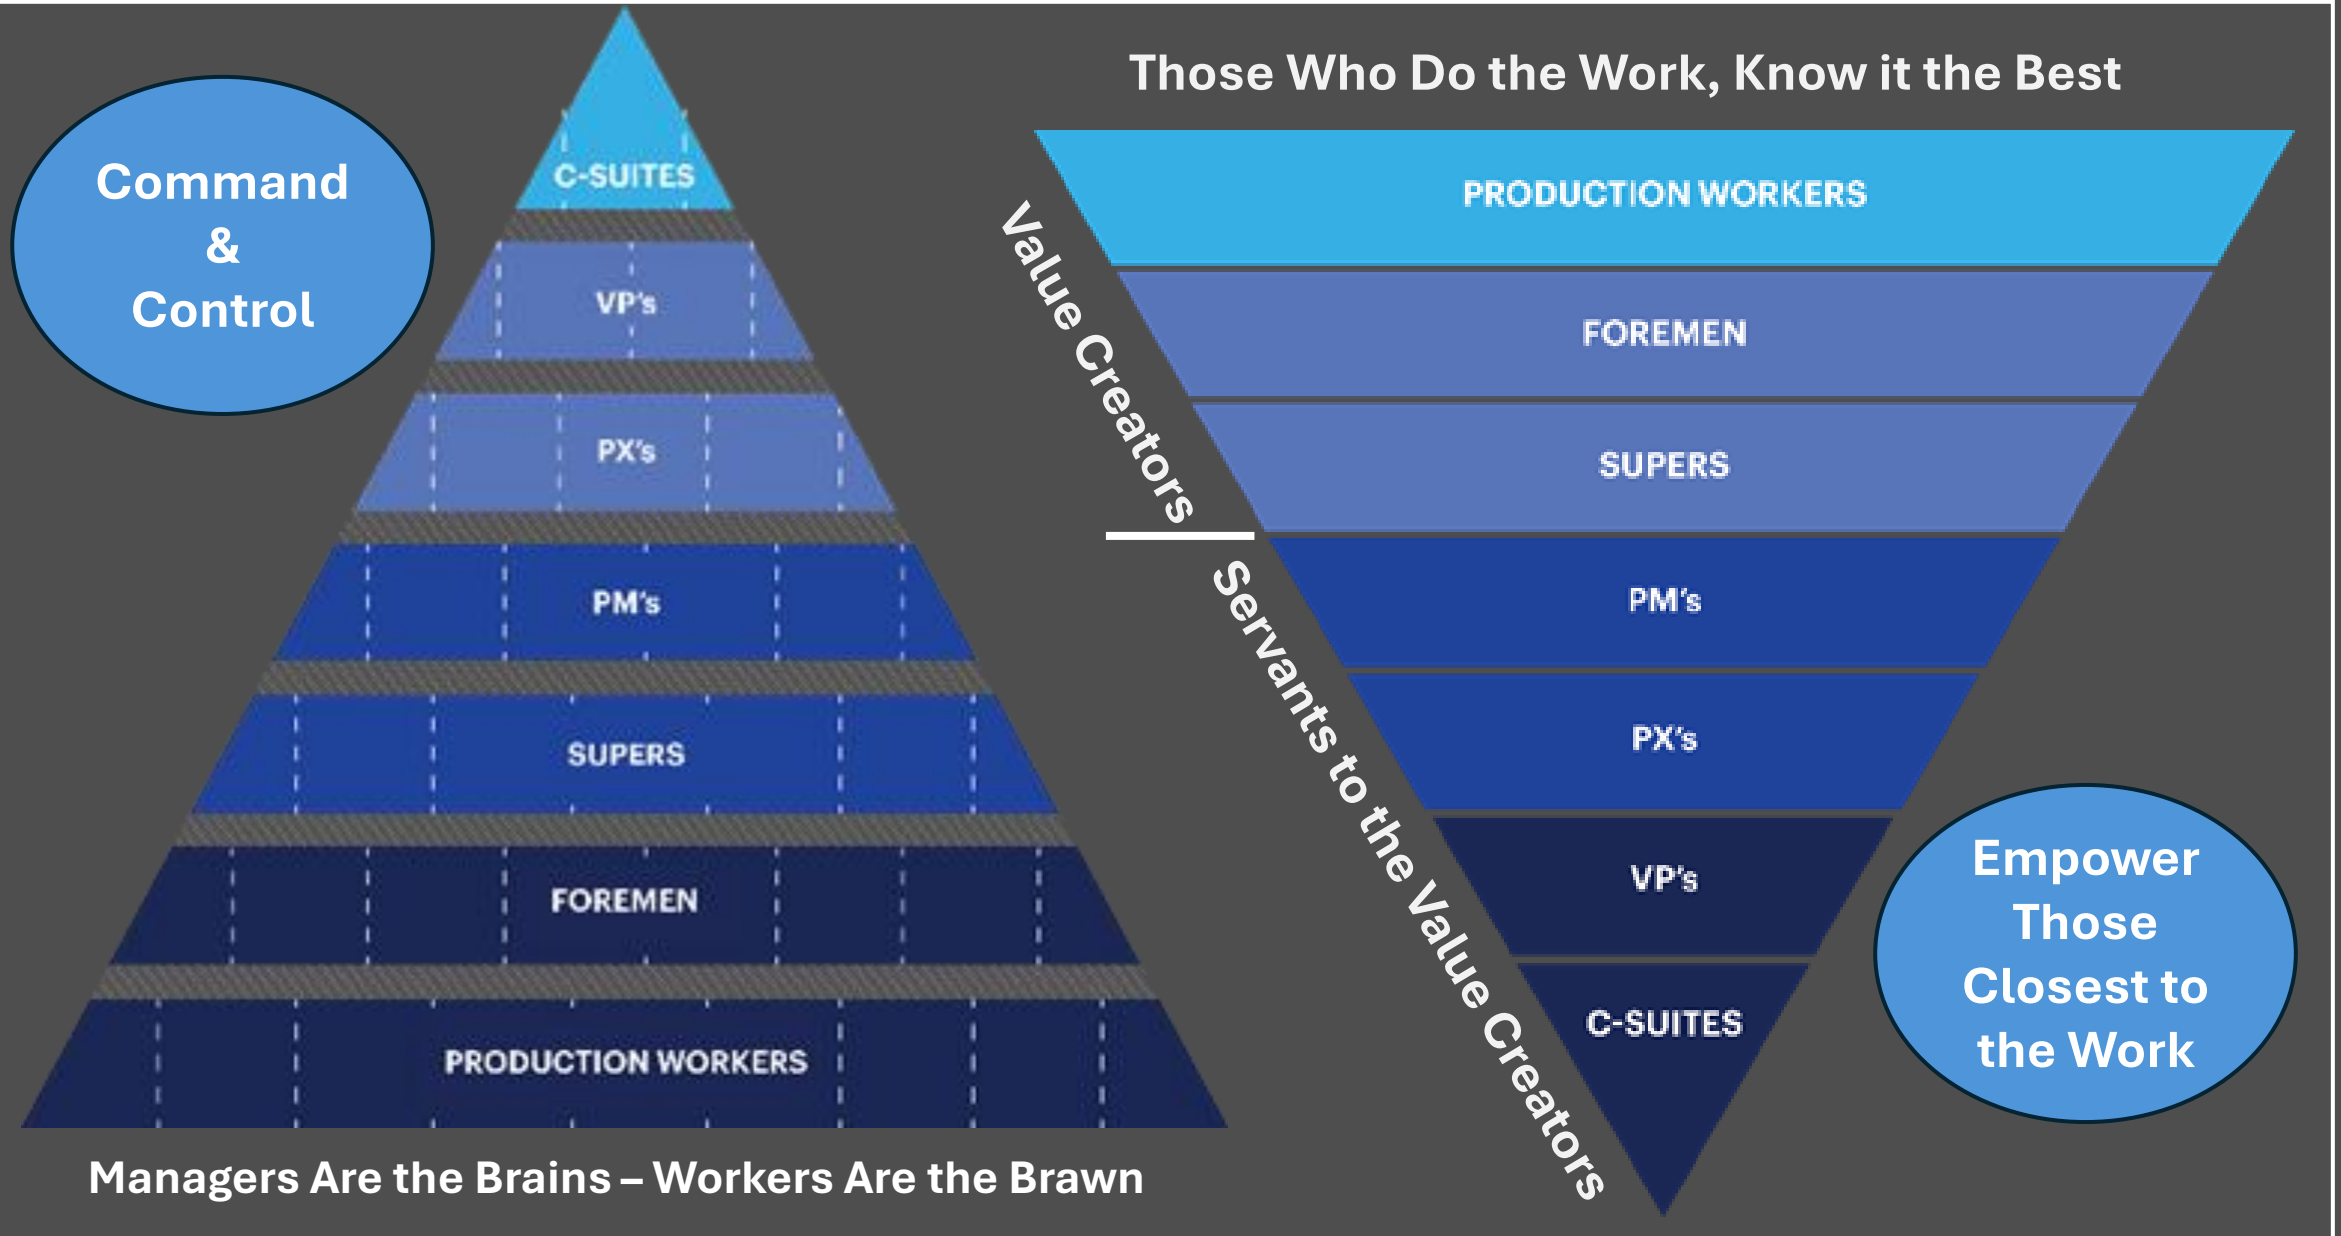 Command
&
Control
C-SUITES
VP's
PX's
PM's
SUPERS
FOREMEN
PRODUCTION WORKERS
Managers Are the Brains – Workers Are the Brawn
Those Who Do the Work, Know it the Best
PRODUCTION WORKERS
FOREMEN
SUPERS
PM's
PX's
VP's
C-SUITES
Value Creators
Servants to the Value Creators
Empower
Those
Closest to
the Work